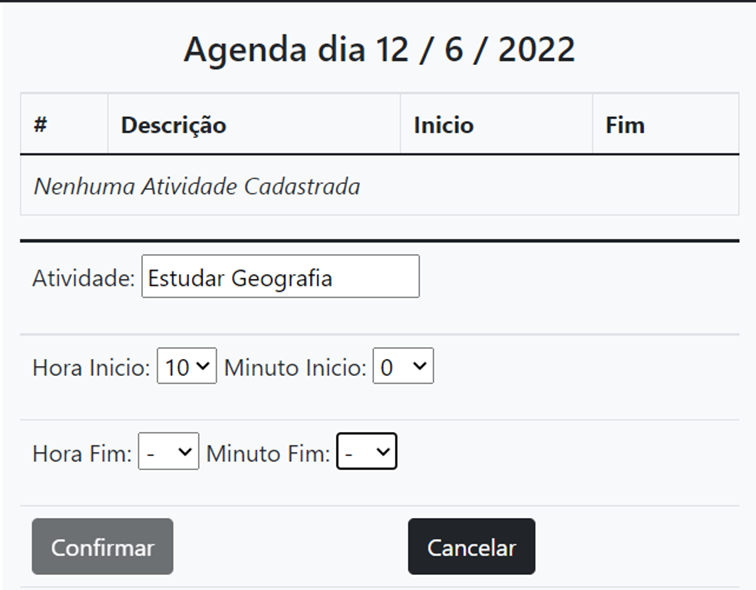 Agenda dia 12 / 6 / 2022
# Descrição Inicio Fim
Nenhuma Atividade Cadastrada
Atividade: Estudar Geografia
Hora Inicio: 10 Minuto Inicio: 0
Hora Fim: - Minuto Fim: -
Confirmar Cancelar